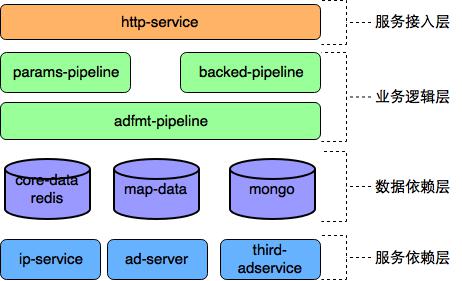 http-service
服务接入层
params-pipeline
backed-pipeline
业务逻辑层
adfmt-pipeline
core-data
redis
map-data
mongo
数据依赖层
ip-service
ad-server
third-
adservice
服务依赖层